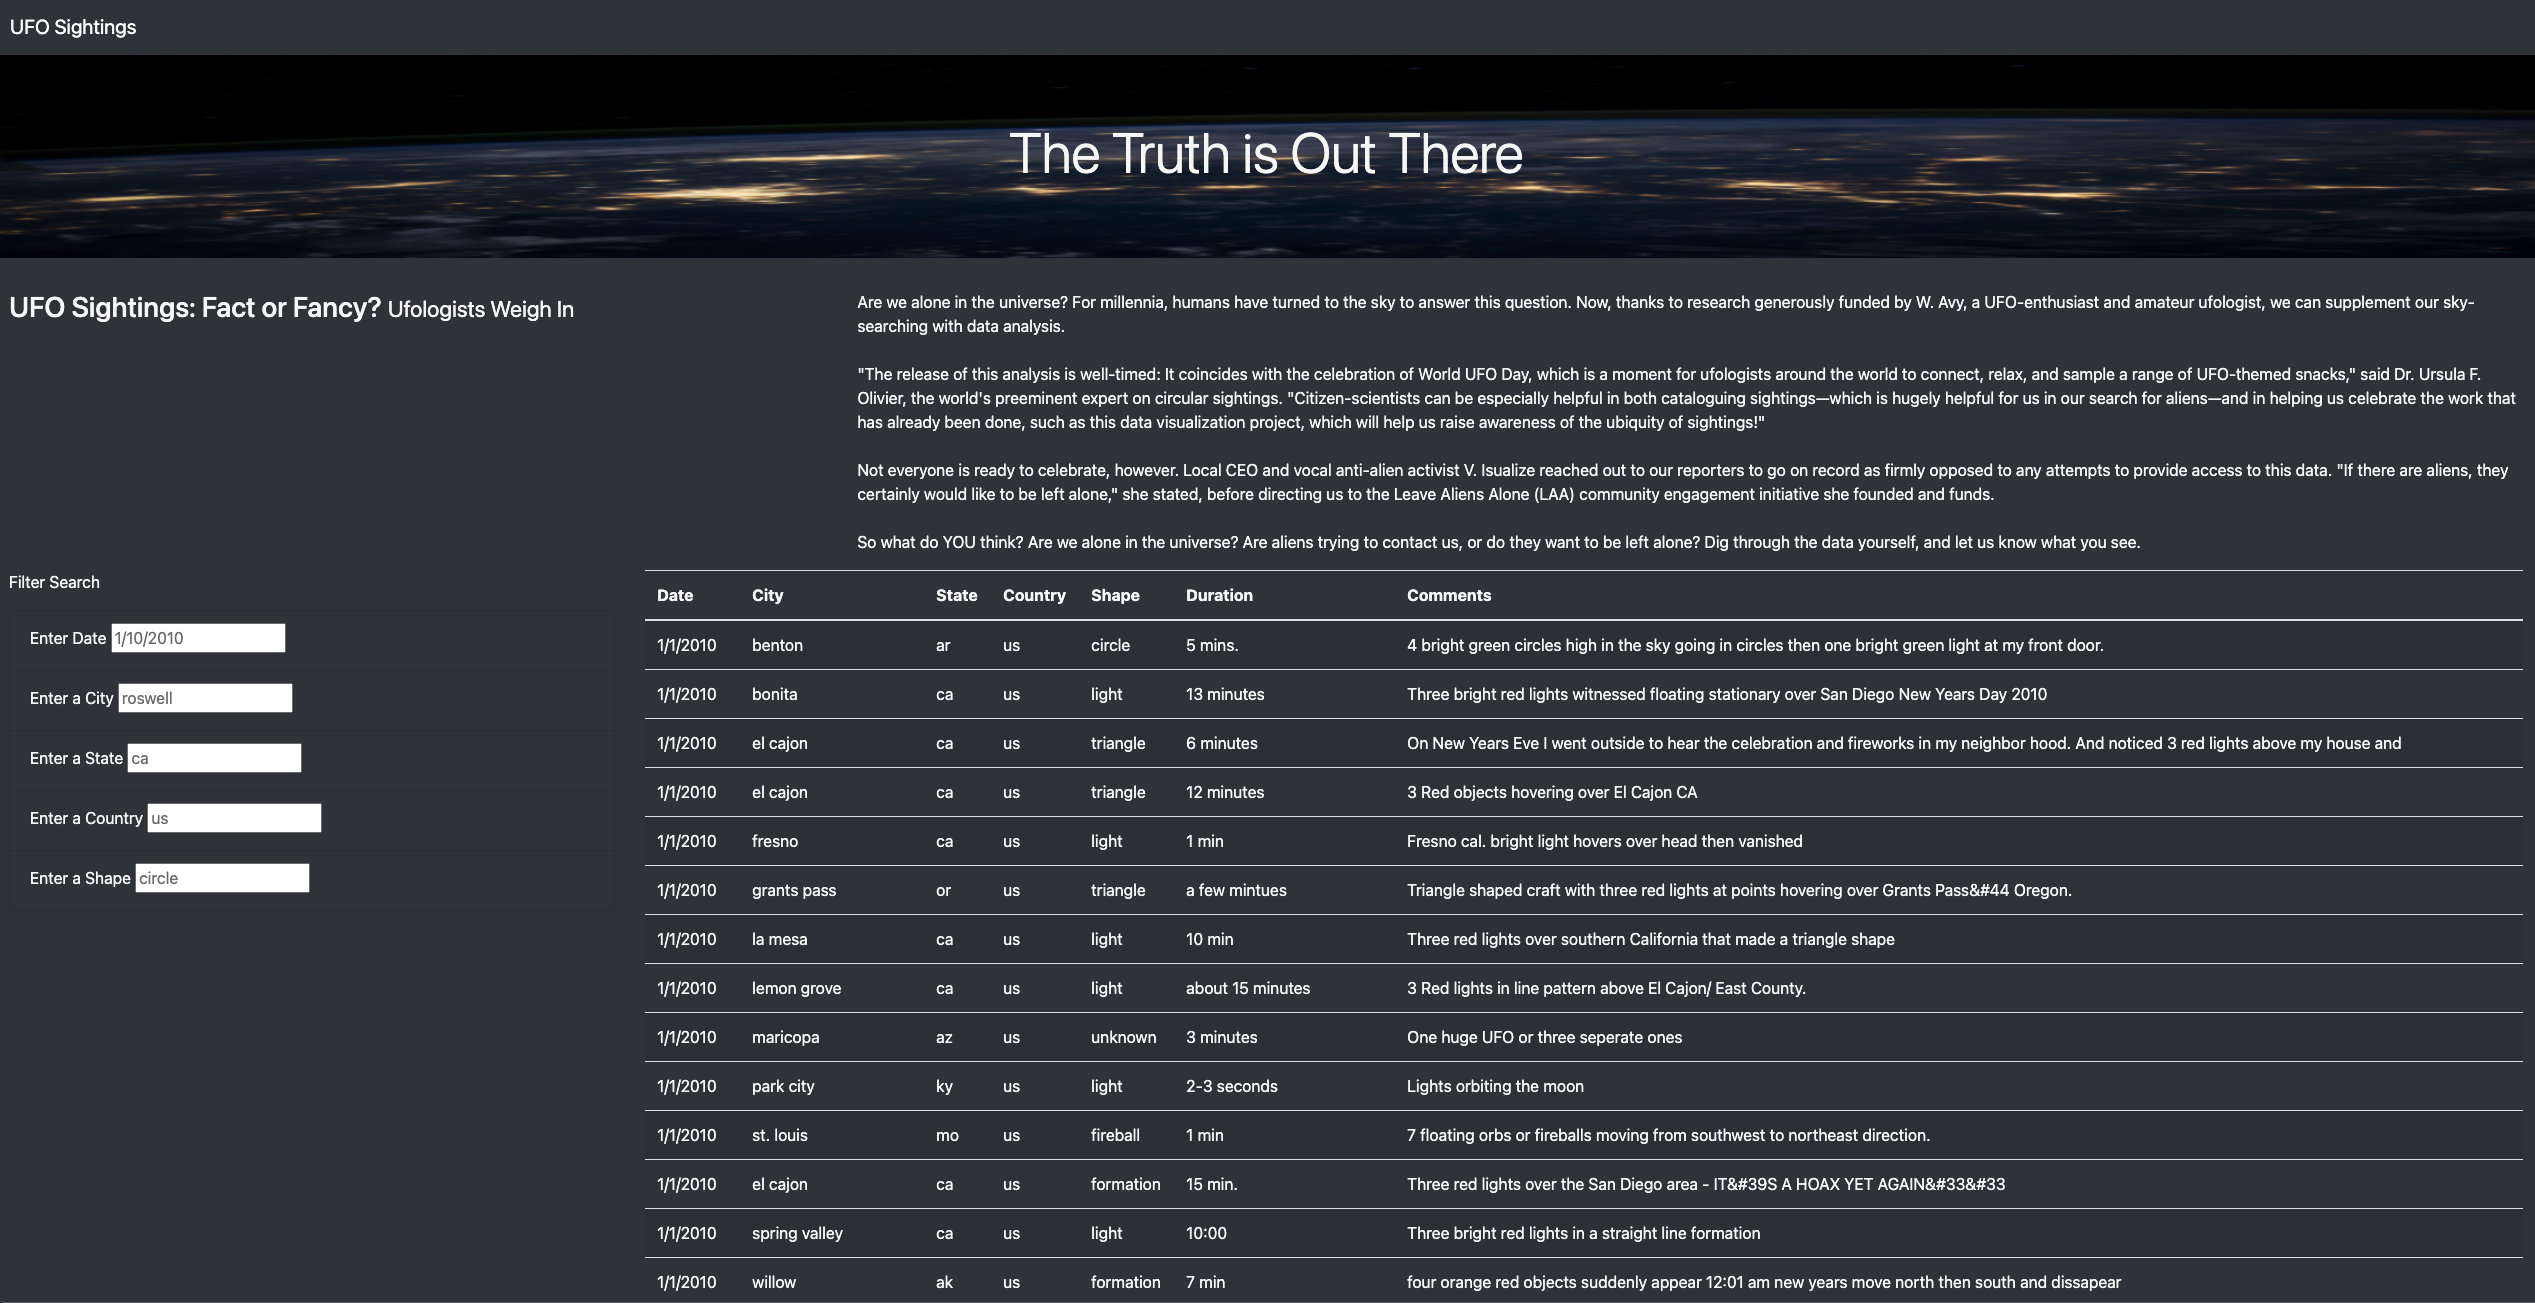 UFO Sightings
The Truth is Out There
UFO Sightings: Fact or Fancy? Ufologists Weigh In
Are we alone in the universe? For millennia, humans have turned to the sky to answer this question. Now, thanks to research generously funded by W. Avy, a UFO-enthusiast and amateur ufologist, we can supplement our sky-
searching with data analysis.
"The release of this analysis is well-timed: It coincides with the celebration of World UFO Day, which is a moment for ufologists around the world to connect, relax, and sample a range of UFO-themed snacks," said Dr. Ursula F.
Olivier, the world's preeminent expert on circular sightings. "Citizen-scientists can be especially helpful in both cataloguing sightings—which is hugely helpful for us in our search for aliens—and in helping us celebrate the work that
has already been done, such as this data visualization project, which will help us raise awareness of the ubiquity of sightings!"
Not everyone is ready to celebrate, however. Local CEO and vocal anti-alien activist V. Isualize reached out to our reporters to go on record as firmly opposed to any attempts to provide access to this data. "If there are aliens, they
certainly would like to be left alone," she stated, before directing us to the Leave Aliens Alone (LAA) community engagement initiative she founded and funds.
So what do YOU think? Are we alone in the universe? Are aliens trying to contact us, or do they want to be left alone? Dig through the data yourself, and let us know what you see.
Filter Search
Enter Date 1/10/2010
Enter a City roswell
Enter a State ca
Enter a Country us
Enter a Shape circle
Date City State Country Shape Duration Comments
1/1/2010 benton ar us circle 5 mins. 4 bright green circles high in the sky going in circles then one bright green light at my front door.
1/1/2010 bonita ca us light 13 minutes Three bright red lights witnessed floating stationary over San Diego New Years Day 2010
1/1/2010 el cajon ca us triangle 6 minutes On New Years Eve I went outside to hear the celebration and fireworks in my neighbor hood. And noticed 3 red lights above my house and
1/1/2010 el cajon ca us triangle 12 minutes 3 Red objects hovering over El Cajon CA
1/1/2010 fresno ca us light 1 min Fresno cal. bright light hovers over head then vanished
1/1/2010 grants pass or us triangle a few mintues Triangle shaped craft with three red lights at points hovering over Grants Pass&#44 Oregon.
1/1/2010 la mesa ca us light 10 min Three red lights over southern California that made a triangle shape
1/1/2010 lemon grove ca us light about 15 minutes 3 Red lights in line pattern above El Cajon/ East County.
1/1/2010 maricopa az us unknown 3 minutes One huge UFO or three seperate ones
1/1/2010 park city ky us light 2-3 seconds Lights orbiting the moon
1/1/2010 st. louis mo us fireball 1 min 7 floating orbs or fireballs moving from southwest to northeast direction.
1/1/2010 el cajon ca us formation 15 min. Three red lights over the San Diego area - IT&#39S A HOAX YET AGAIN&#33&#33
1/1/2010 spring valley ca us light 10:00 Three bright red lights in a straight line formation
1/1/2010 willow ak us formation 7 min four orange red objects suddenly appear 12:01 am new years move north then south and dissapear